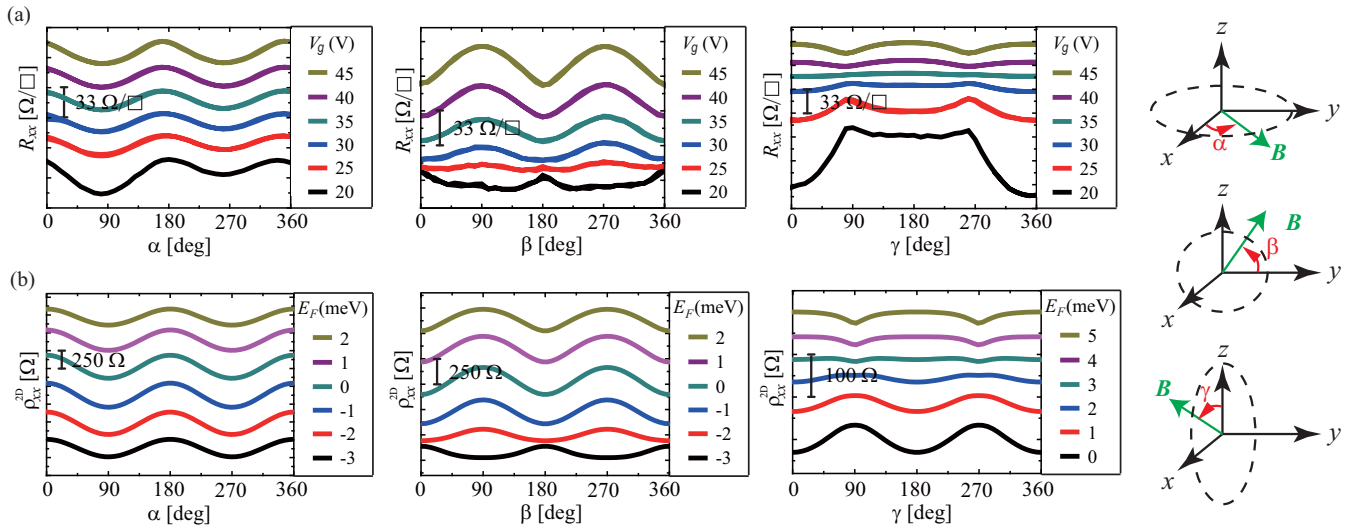 (a)
R_xx [Ω/□]
33 Ω/□
0 90 180 270 360
α [deg]
V_g (V)
45
40
35
30
25
20
R_xx [Ω/□]
33 Ω/□
0 90 180 270 360
β [deg]
V_g (V)
45
40
35
30
25
20
R_xx [Ω/□]
33 Ω/□
0 90 180 270 360
γ [deg]
V_g (V)
45
40
35
30
25
20
z
y
x
α
B
z
B
β
y
x
z
B
γ
y
x
(b)
ρ_xx^2D [Ω]
250 Ω
0 90 180 270 360
α [deg]
E_F (meV)
2
1
0
-1
-2
-3
ρ_xx^2D [Ω]
250 Ω
0 90 180 270 360
β [deg]
E_F (meV)
2
1
0
-1
-2
-3
ρ_xx^2D [Ω]
100 Ω
0 90 180 270 360
γ [deg]
E_F (meV)
5
4
3
2
1
0